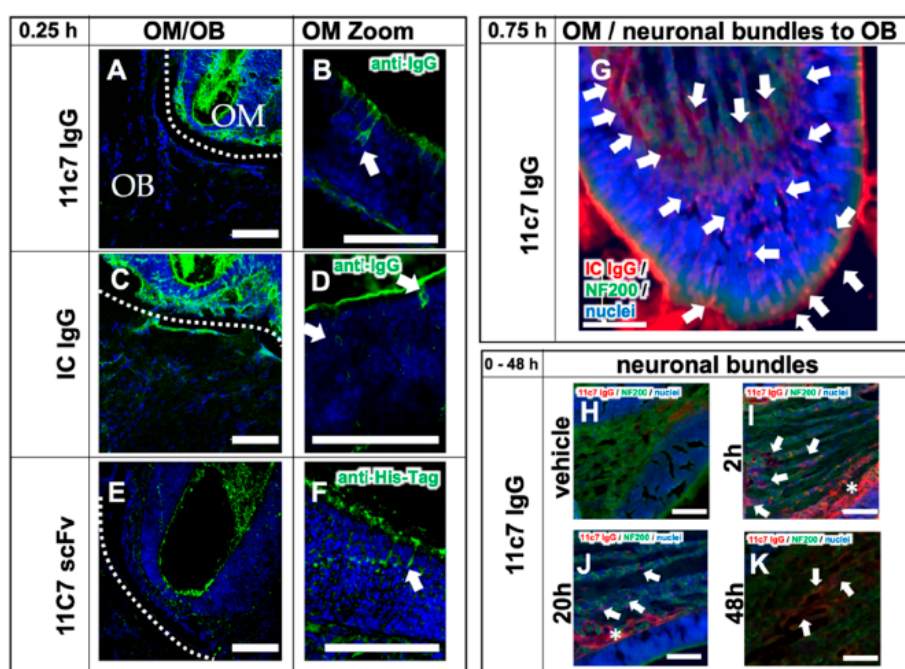 0.25 h
OM/OB
OM Zoom
11c7 IgG
A
OM
OB
B
anti-IgG
IC IgG
C
D
anti-IgG
11C7 scFv
E
F
anti-His-Tag
0.75 h
OM / neuronal bundles to OB
11c7 IgG
G
IC IgG /
NF200 /
nuclei
0 - 48 h
neuronal bundles
11c7 IgG
vehicle
11c7 IgG / NF200 / nuclei
H
2h
11c7 IgG / NF200 / nuclei
I
*
20h
11c7 IgG / NF200 / nuclei
J
*
48h
11c7 IgG / NF200 / nuclei
K